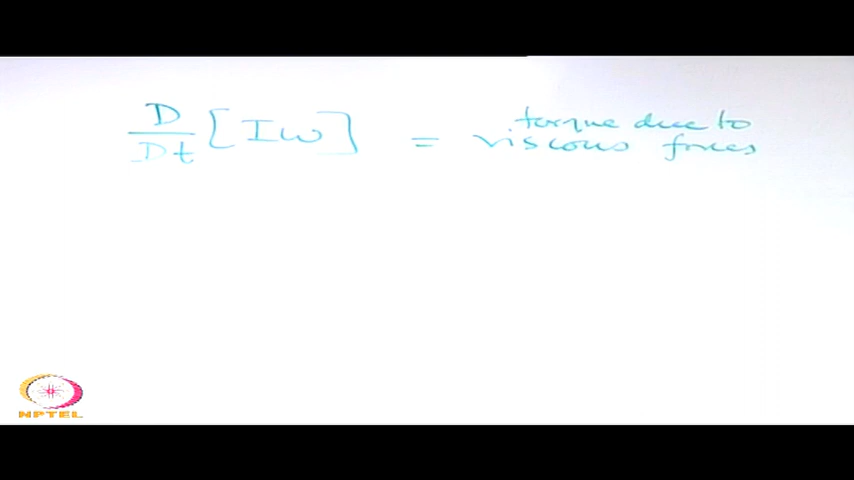 D/Dt [Iω] = torque due to viscous forces
NPTEL